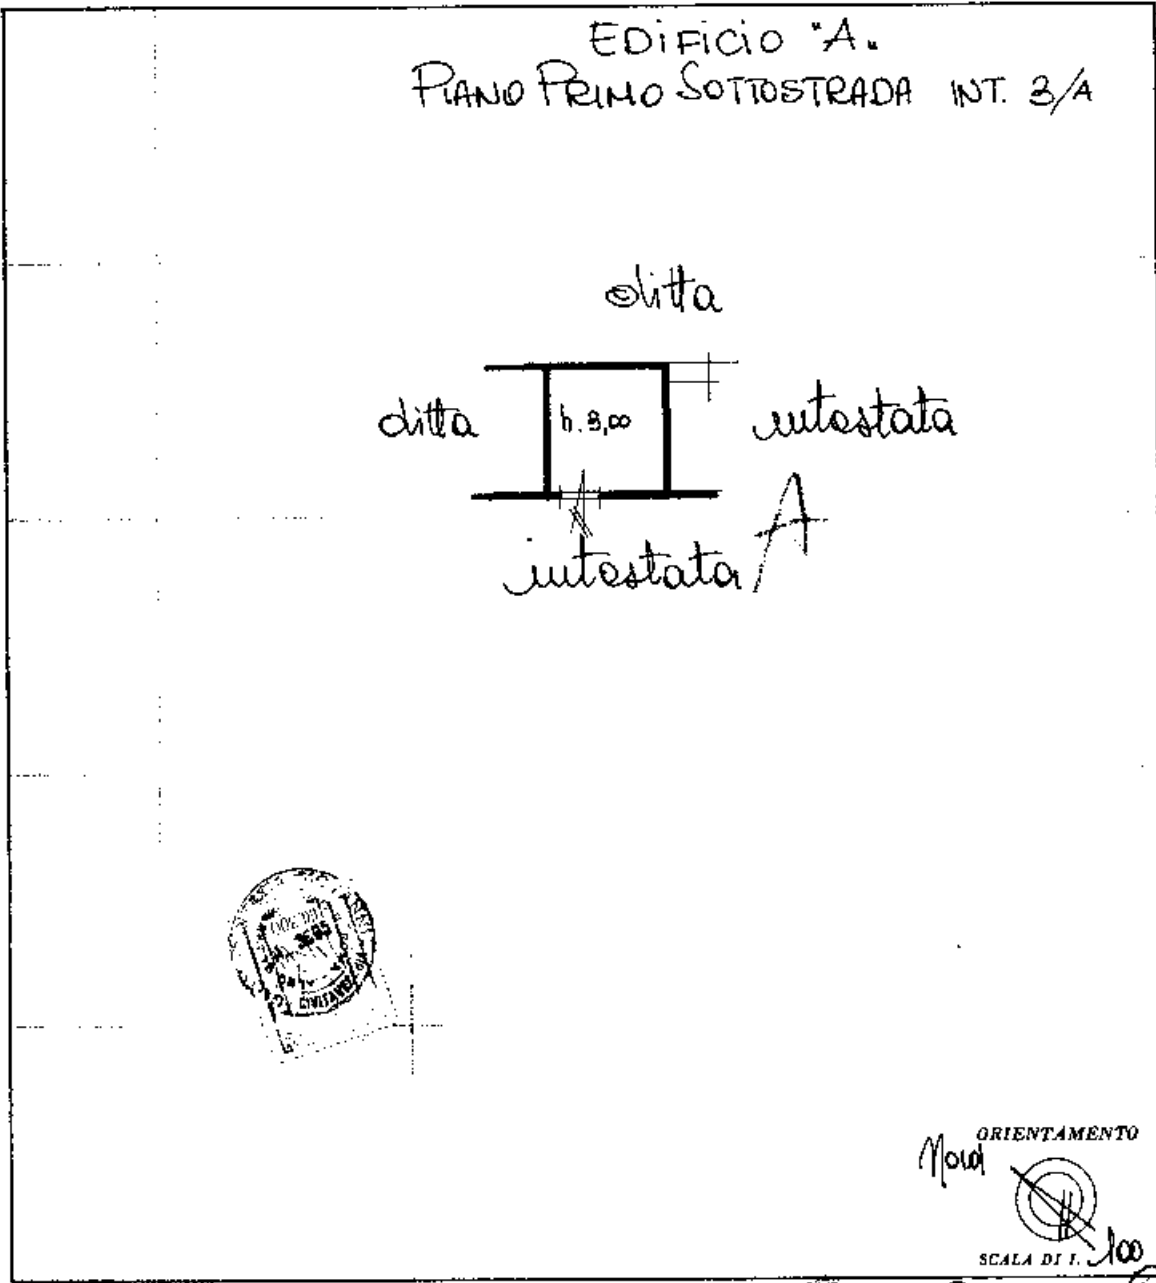 EDIFICIO "A"
PIANO PRIMO SOTTOSTRADA INT. 3/A
ditta
ditta
h. 3,00
intestata
intestata
A
ORIENTAMENTO
Nord
SCALA DI 1: 100